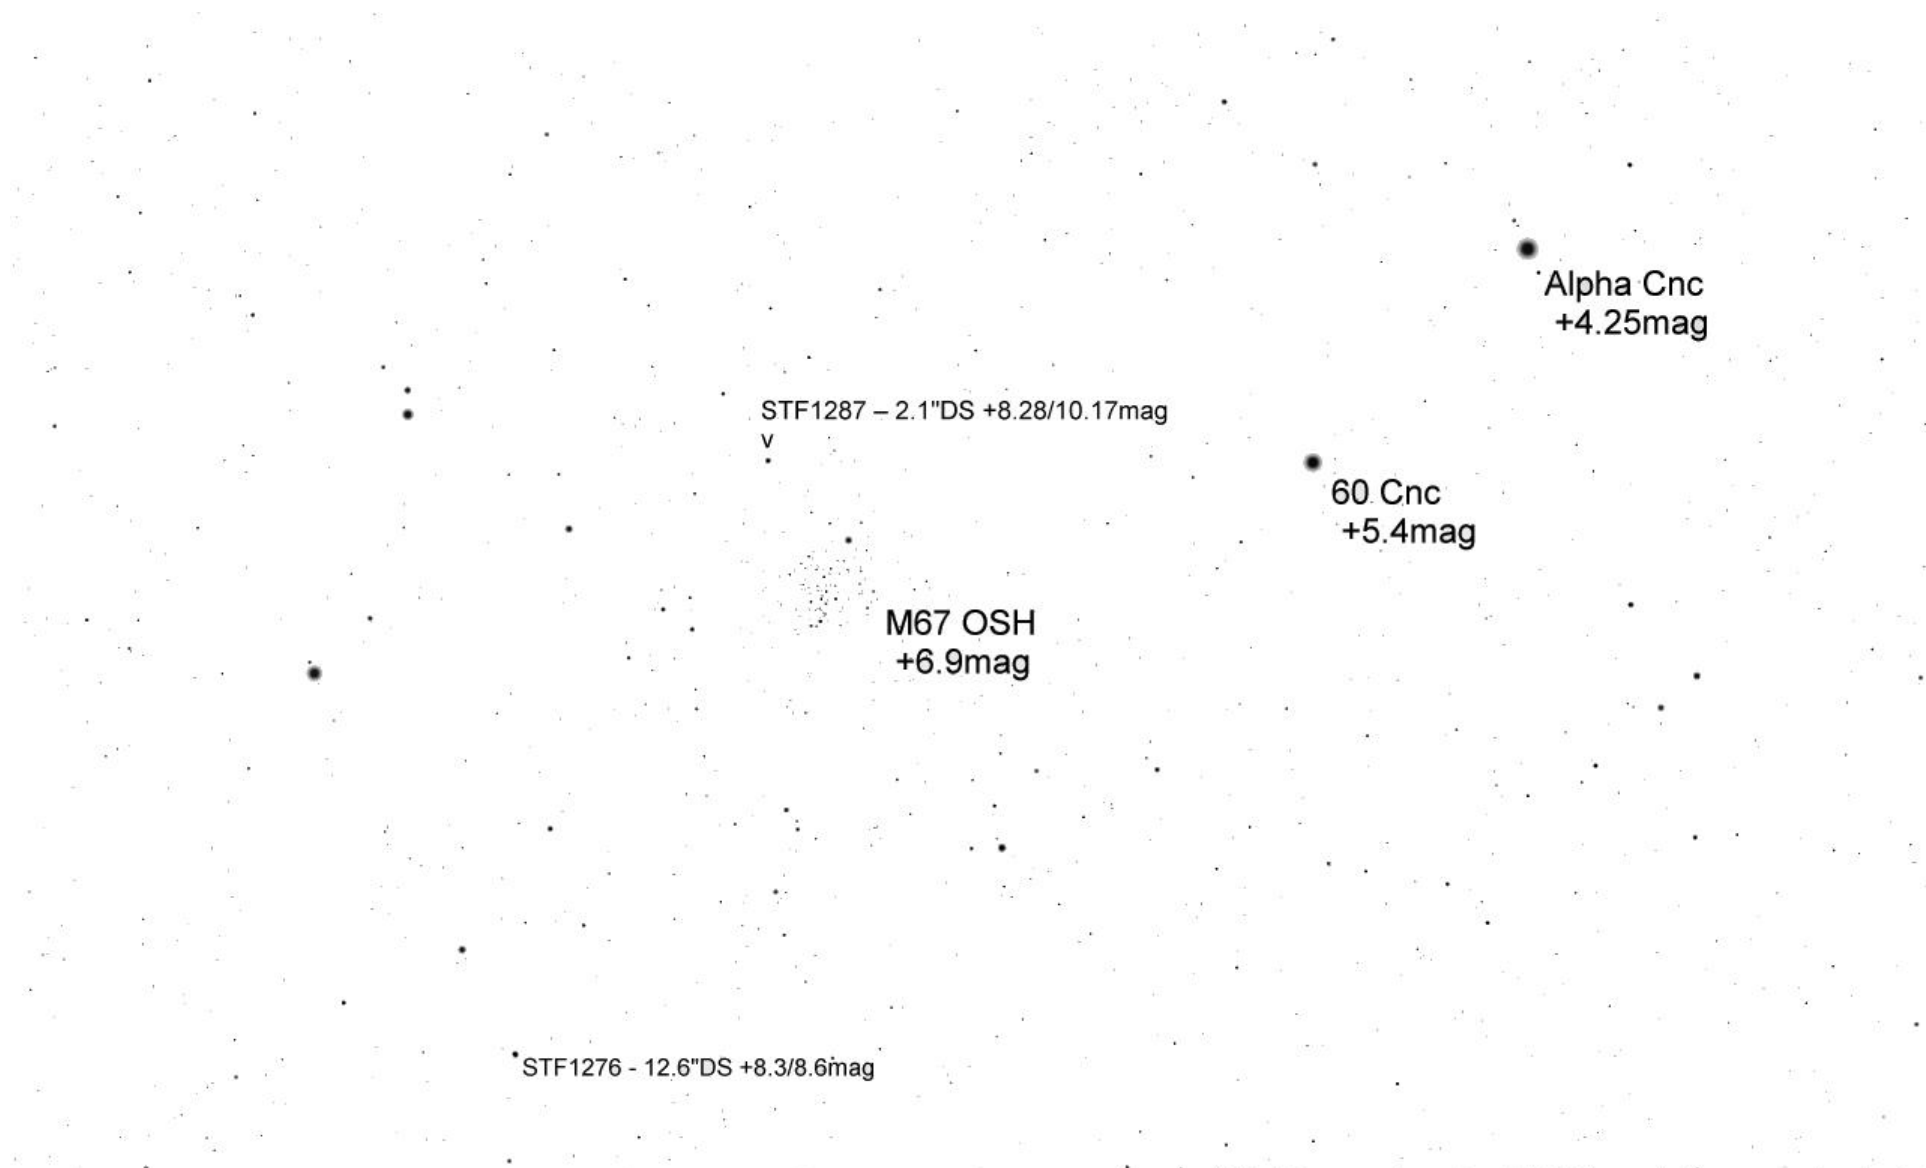 Alpha Cnc
+4.25mag
STF1287 – 2.1"DS +8.28/10.17mag
v
60 Cnc
+5.4mag
M67 OSH
+6.9mag
STF1276 - 12.6"DS +8.3/8.6mag